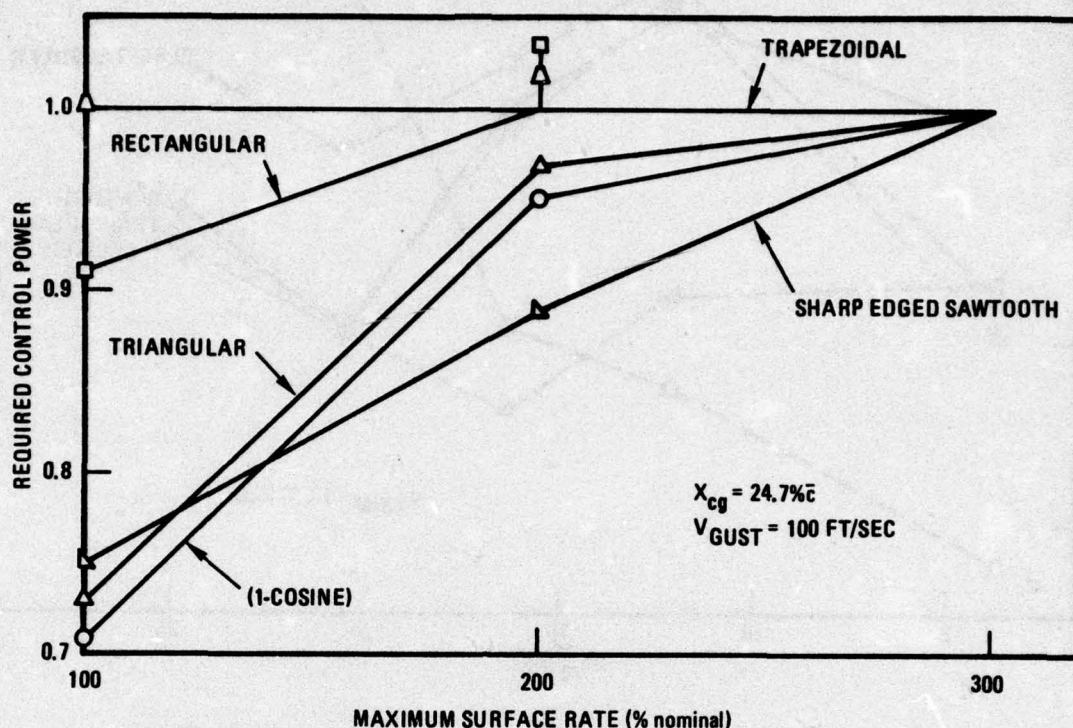 TRAPEZOIDAL
1.0
RECTANGULAR
0.9
SHARP EDGED SAWTOOTH
TRIANGULAR
REQUIRED CONTROL POWER
0.8
X_cg = 24.7%c̄
V_GUST = 100 FT/SEC
(1-COSINE)
0.7
100
200
300
MAXIMUM SURFACE RATE (% nominal)